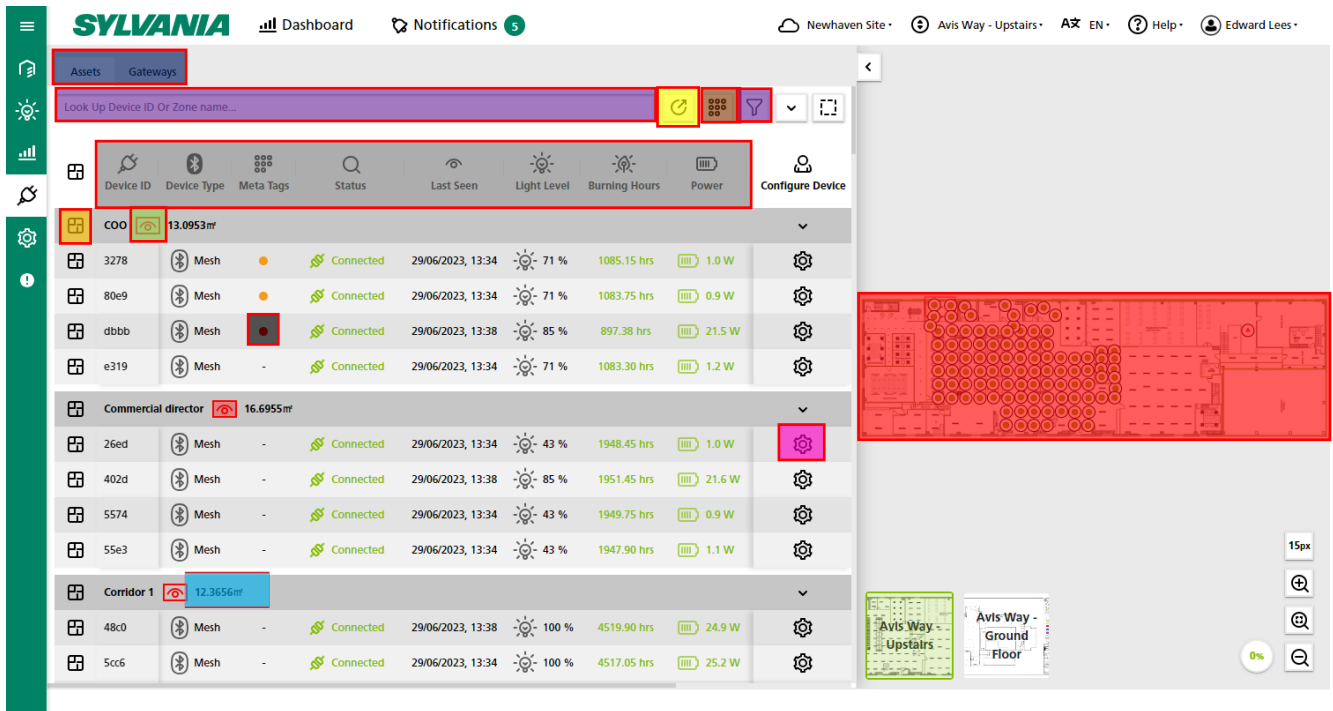 SYLVANIA Dashboard Notifications 5 Newhaven Site Avis Way - Upstairs A文 EN Help Edward Lees
Assets Gateways
Look Up Device ID Or Zone name...
Device ID Device Type Meta Tags Status Last Seen Light Level Burning Hours Power Configure Device
COO 13.0953㎡
3278 Mesh Connected 29/06/2023, 13:34 71 % 1085.15 hrs 1.0 W
80e9 Mesh Connected 29/06/2023, 13:34 71 % 1083.75 hrs 0.9 W
dbbb Mesh Connected 29/06/2023, 13:38 85 % 897.38 hrs 21.5 W
e319 Mesh - Connected 29/06/2023, 13:34 71 % 1083.30 hrs 1.2 W
Commercial director 16.6955㎡
26ed Mesh - Connected 29/06/2023, 13:34 43 % 1948.45 hrs 1.0 W
402d Mesh - Connected 29/06/2023, 13:38 85 % 1951.45 hrs 21.6 W
5574 Mesh - Connected 29/06/2023, 13:34 43 % 1949.75 hrs 0.9 W
55e3 Mesh - Connected 29/06/2023, 13:34 43 % 1947.90 hrs 1.1 W
Corridor 1 12.3656㎡
48c0 Mesh - Connected 29/06/2023, 13:38 100 % 4519.90 hrs 24.9 W
5cc6 Mesh - Connected 29/06/2023, 13:34 100 % 4517.05 hrs 25.2 W
15px
Avis Way -
Upstairs
Avis Way -
Ground
Floor
0%